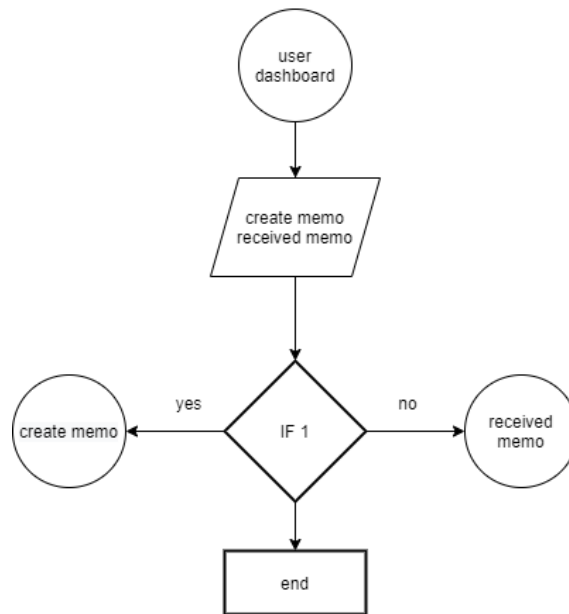 user
dashboard
create memo
received memo
yes
no
create memo
IF 1
received
memo
end